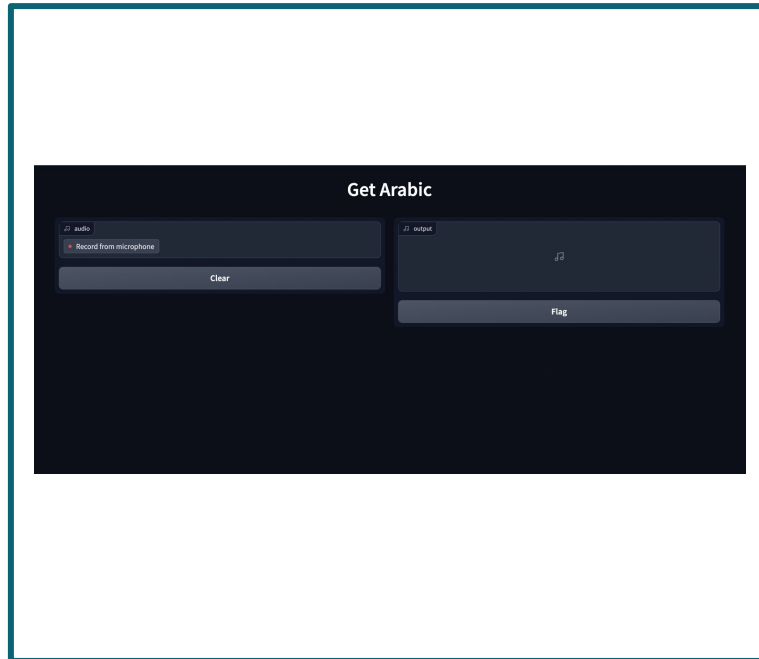 Get Arabic
audio
Record from microphone
Clear
output
Flag